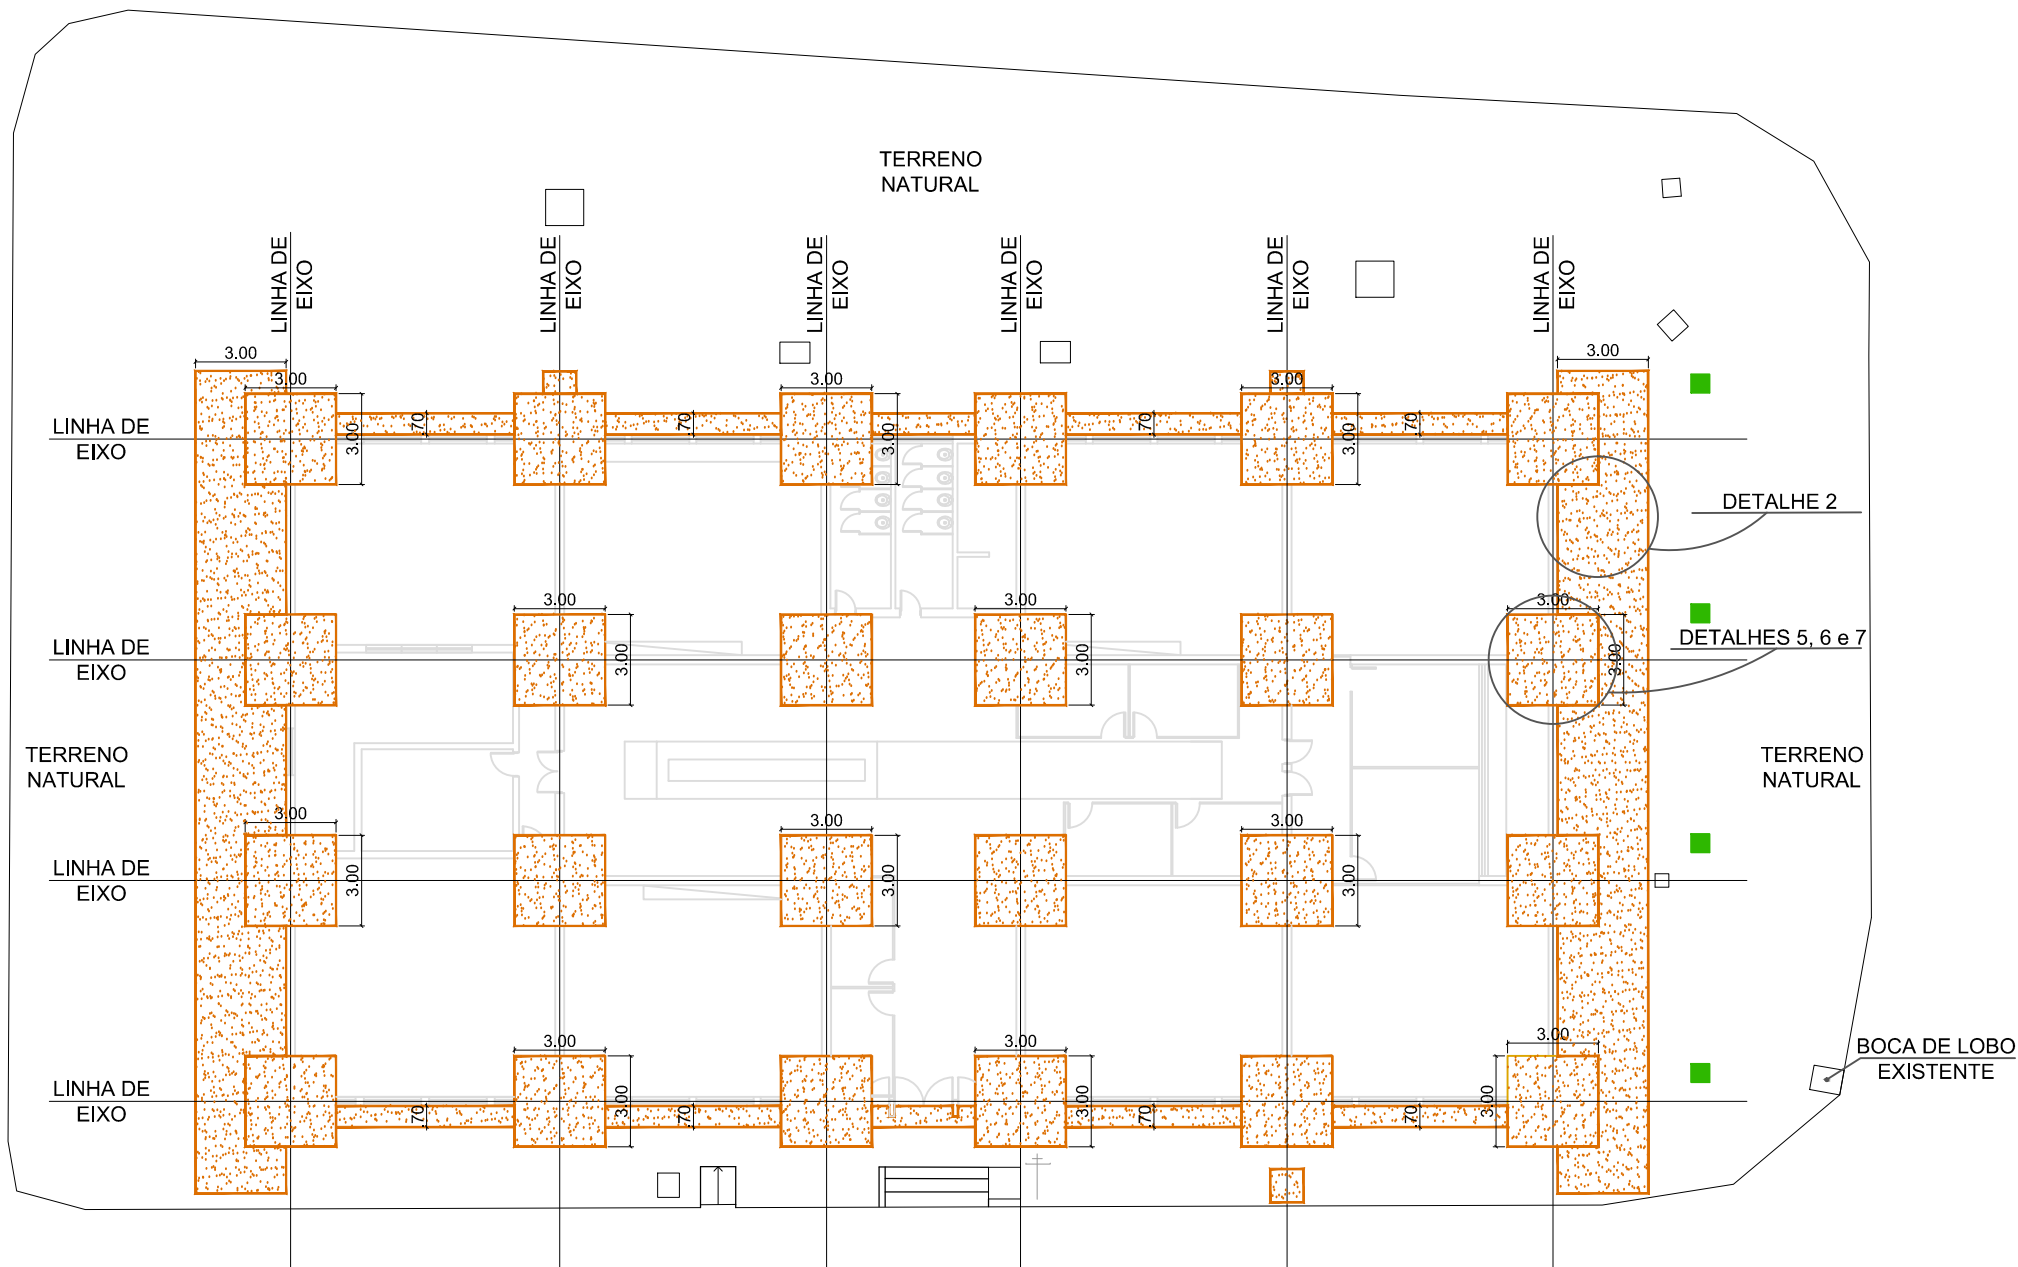 TERRENO
NATURAL
LINHA DE
EIXO
LINHA DE
EIXO
LINHA DE
EIXO
LINHA DE
EIXO
LINHA DE
EIXO
LINHA DE
EIXO
3.00
3.00
3.00
3.00
3.00
3.00
LINHA DE
EIXO
3.00
.70
.70
3.00
.70
3.00
.70
DETALHE 2
3.00
3.00
3.00
LINHA DE
EIXO
3.00
3.00
3.00
DETALHES 5, 6 e 7
TERRENO
NATURAL
TERRENO
NATURAL
3.00
3.00
3.00
LINHA DE
EIXO
3.00
3.00
3.00
3.00
3.00
3.00
BOCA DE LOBO
EXISTENTE
LINHA DE
EIXO
.70
3.00
.70
3.00
.70
.70
3.00